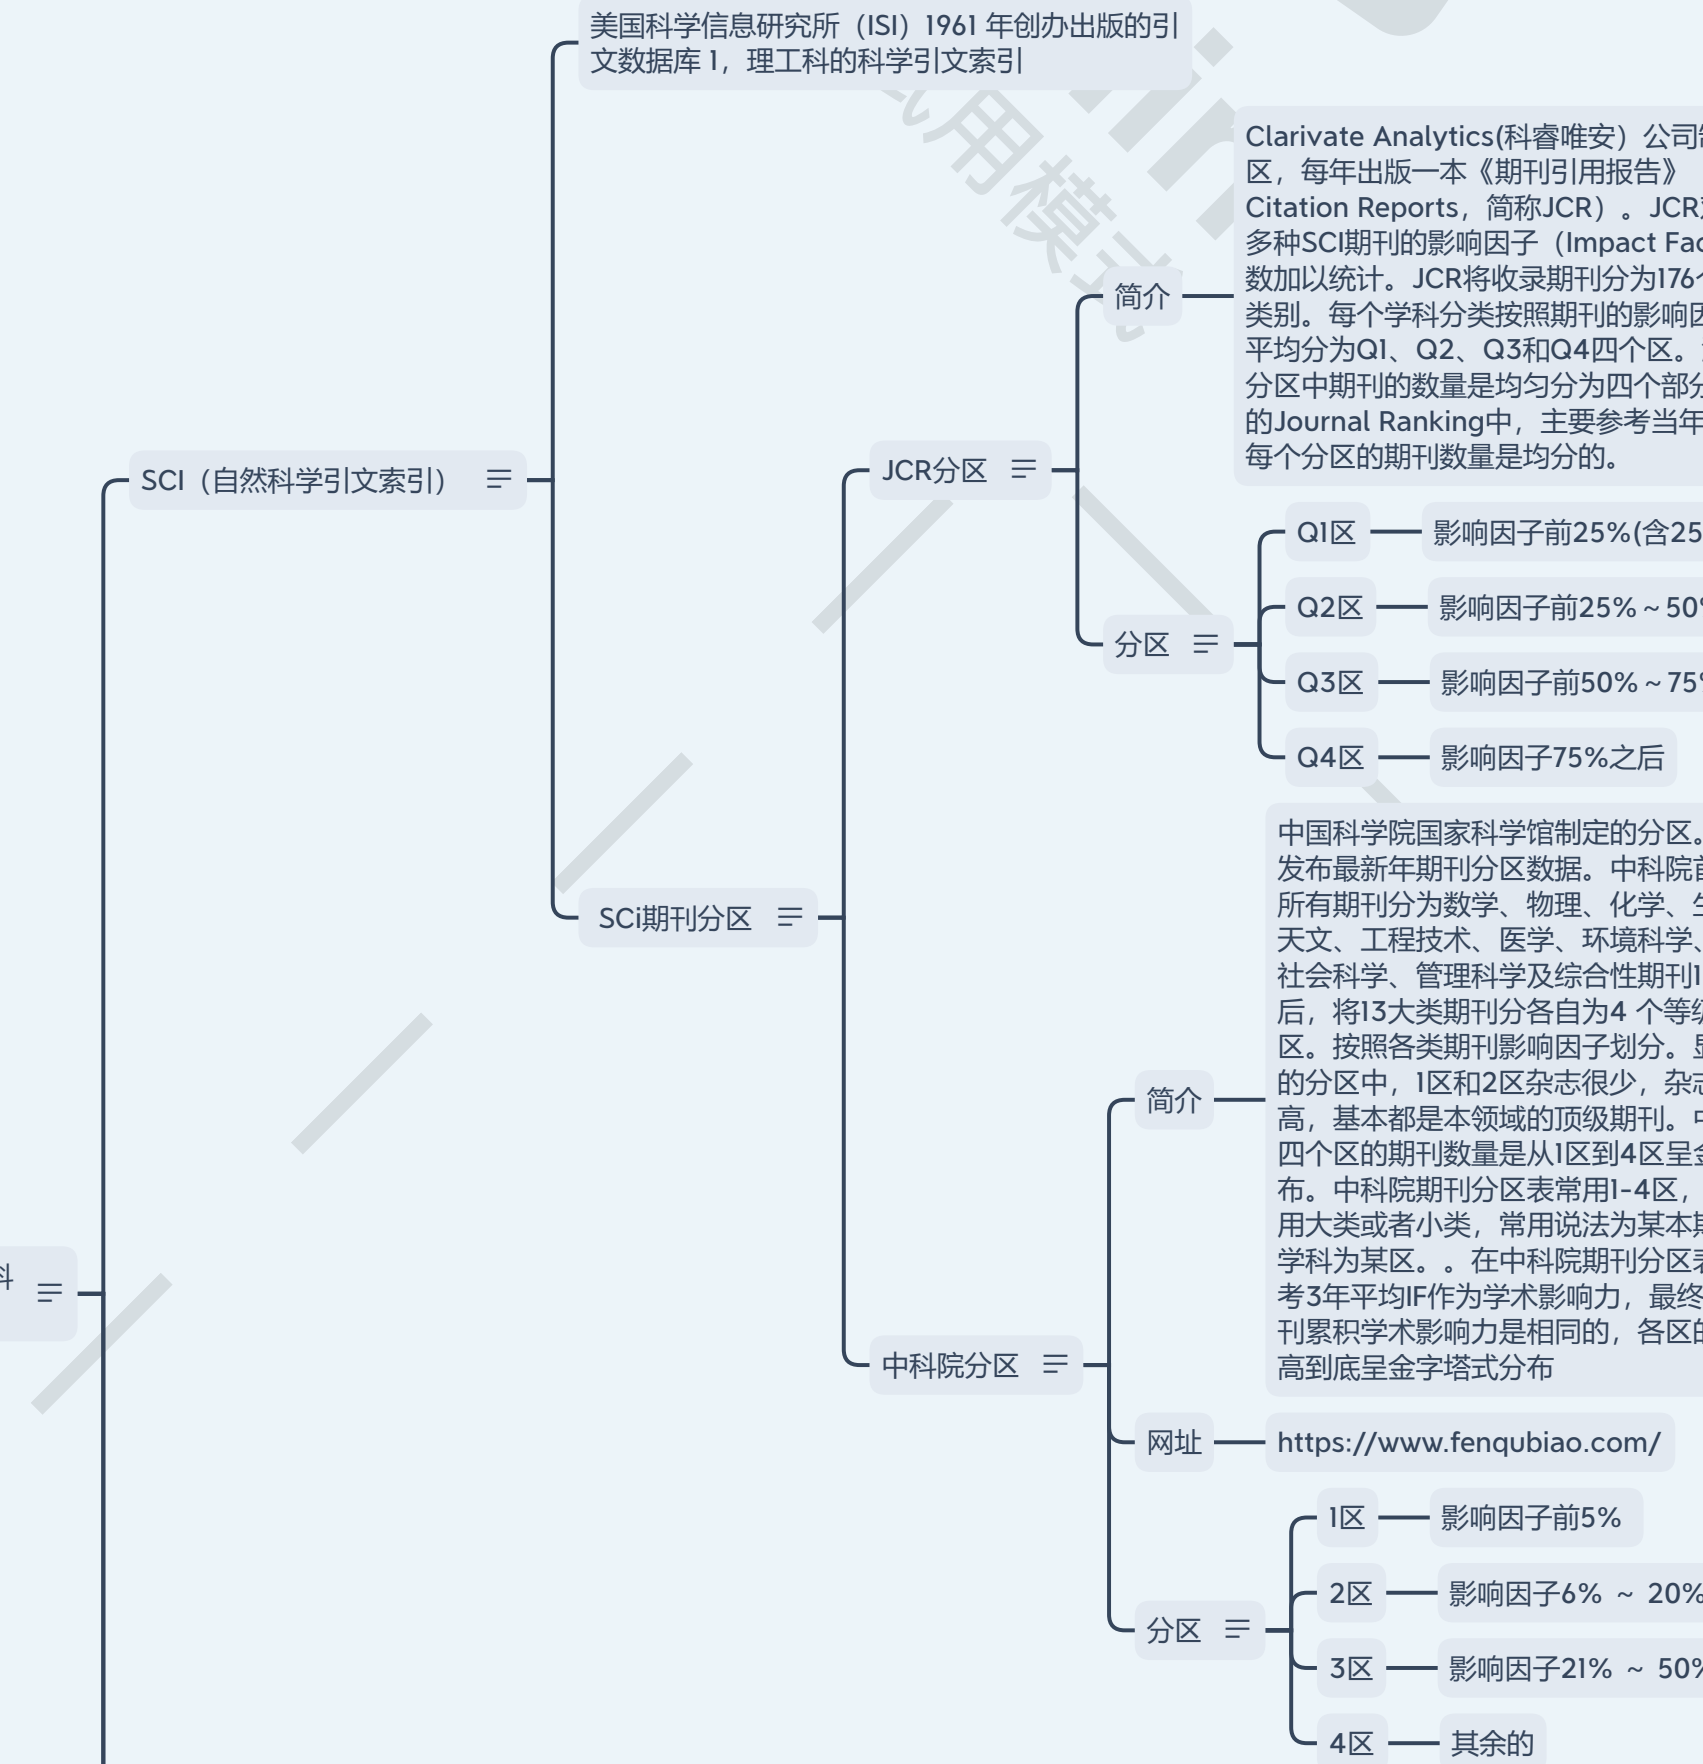 美国科学信息研究所（ISI）1961 年创办出版的引
文数据库 1，理工科的科学引文索引
SCI（自然科学引文索引）
JCR分区
简介
Clarivate Analytics(科睿唯安）公司
区，每年出版一本《期刊引用报告》
Citation Reports，简称JCR）。JCR
多种SCI期刊的影响因子（Impact Fac
数加以统计。JCR将收录期刊分为176个
类别。每个学科分类按照期刊的影响因
平均分为Q1、Q2、Q3和Q4四个区。
分区中期刊的数量是均匀分为四个部分
的Journal Ranking中，主要参考当年
每个分区的期刊数量是均分的。
分区
Q1区
影响因子前25%(含25
Q2区
影响因子前25%～50%
Q3区
影响因子前50%～75%
Q4区
影响因子75%之后
SCi期刊分区
中科院分区
简介
中国科学院国家科学馆制定的分区。
发布最新年期刊分区数据。中科院首
所有期刊分为数学、物理、化学、生
天文、工程技术、医学、环境科学、
社会科学、管理科学及综合性期刊1
后，将13大类期刊分各自为4 个等级
区。按照各类期刊影响因子划分。显
的分区中，1区和2区杂志很少，杂志
高，基本都是本领域的顶级期刊。中
四个区的期刊数量是从1区到4区呈金
布。中科院期刊分区表常用1-4区，
用大类或者小类，常用说法为某本期
学科为某区。。在中科院期刊分区表
考3年平均IF作为学术影响力，最终
刊累积学术影响力是相同的，各区的
高到底呈金字塔式分布
网址
https://www.fenqubiao.com/
分区
1区
影响因子前5%
2区
影响因子6% ～ 20%
3区
影响因子21% ～ 50%
4区
其余的
科
试用模式